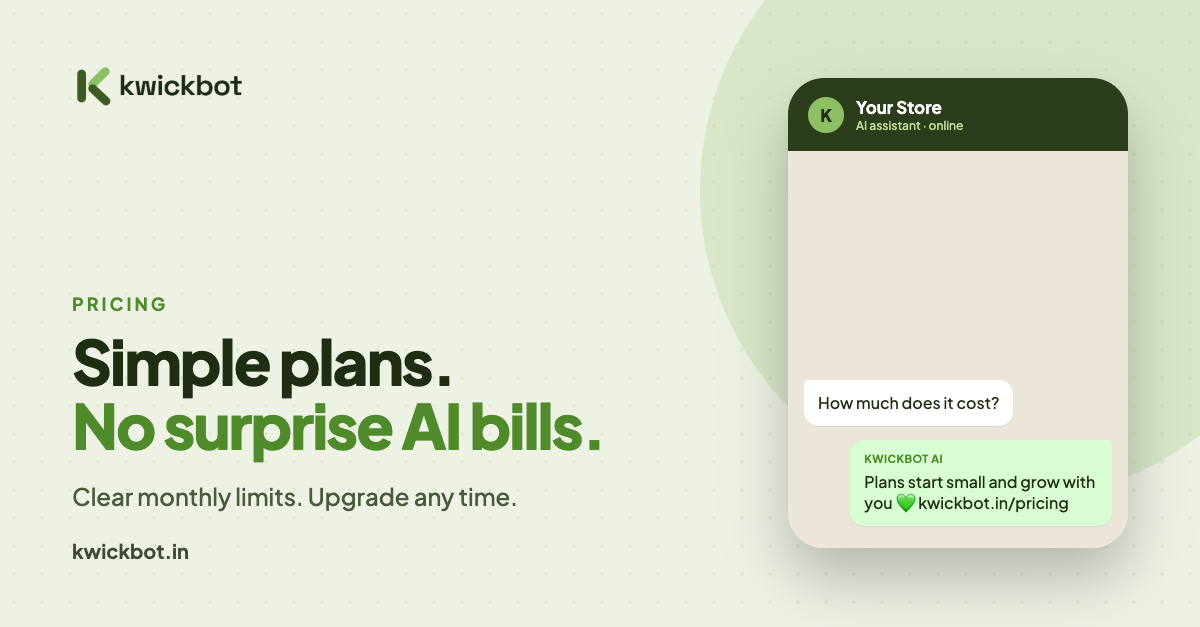 kwickbot
PRICING
Simple plans.
No surprise AI bills.
Clear monthly limits. Upgrade any time.
kwickbot.in
K
Your Store
AI assistant · online
How much does it cost?
KWICKBOT AI
Plans start small and grow with
you 💚 kwickbot.in/pricing